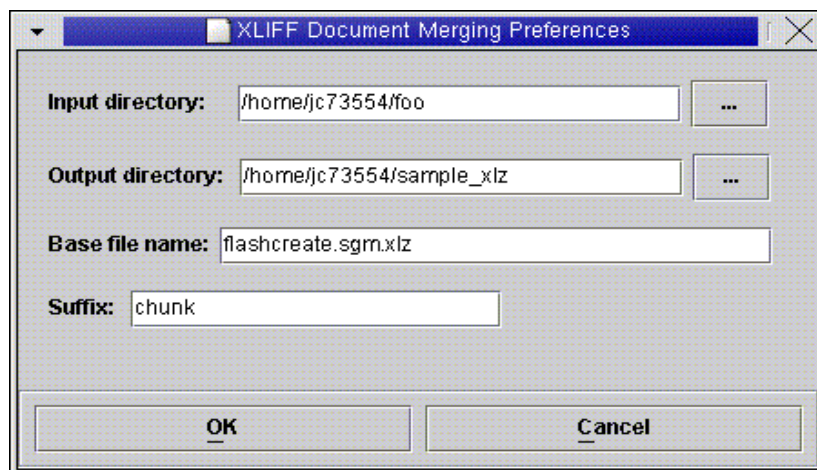 XLIFF Document Merging Preferences
Input directory: /home/jc73554/foo ...
Output directory: /home/jc73554/sample_xlz ...
Base file name: flashcreate.sgm.xlz
Suffix: chunk
OK Cancel